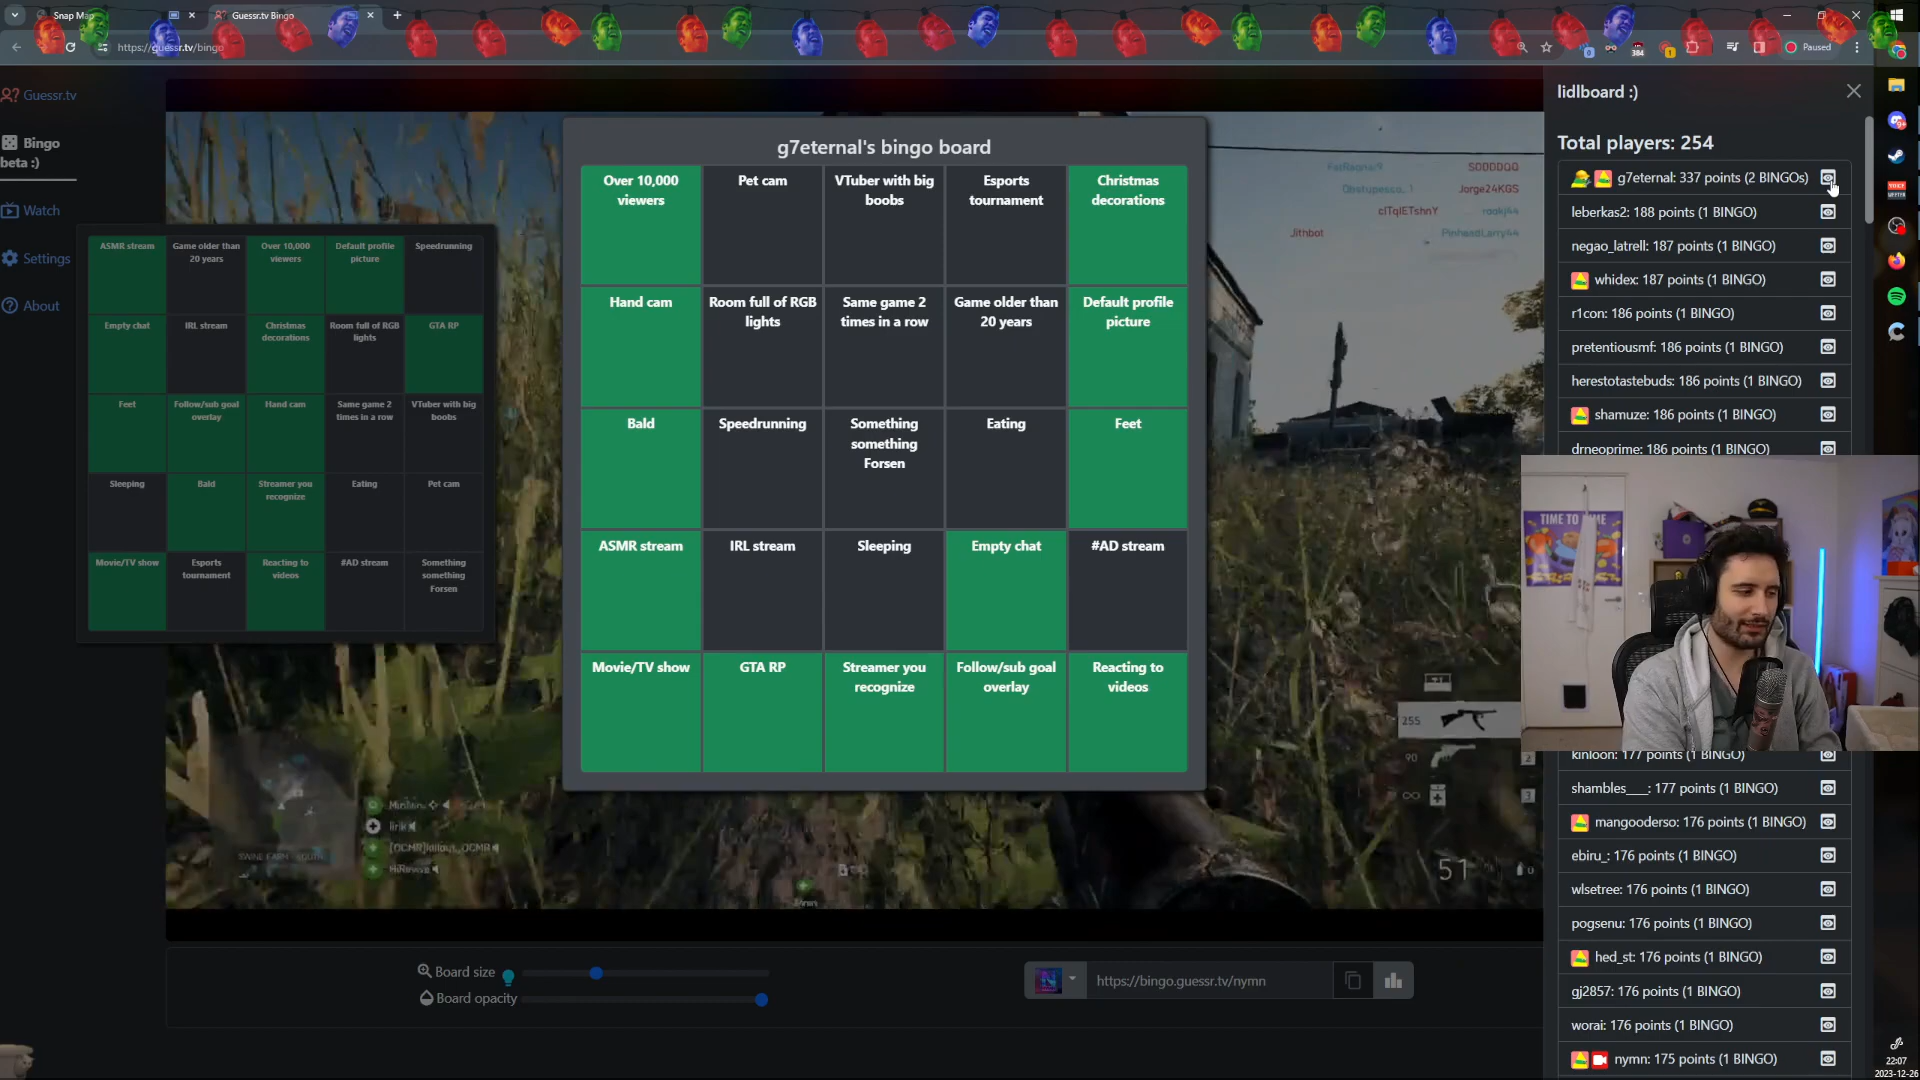 Snap Map
Guessr.tv Bingo
https://guessr.tv/bingo
384
Paused
Guessr.tv
Bingo
beta :)
Watch
Settings
About
ASMR stream
Game older than
20 years
Over 10,000
viewers
Default profile
picture
Speedrunning
Empty chat
IRL stream
Christmas
decorations
Room full of RGB
lights
GTA RP
Feet
Follow/sub goal
overlay
Hand cam
Same game 2
times in a row
VTuber with big
boobs
Sleeping
Bald
Streamer you
recognize
Eating
Pet cam
Movie/TV show
Esports
tournament
Reacting to
videos
#AD stream
Something
something
Forsen
g7eternal's bingo board
Over 10,000
viewers
Pet cam
VTuber with big
boobs
Esports
tournament
Christmas
decorations
Hand cam
Room full of RGB
lights
Same game 2
times in a row
Game older than
20 years
Default profile
picture
Bald
Speedrunning
Something
something
Forsen
Eating
Feet
ASMR stream
IRL stream
Sleeping
Empty chat
#AD stream
Movie/TV show
GTA RP
Streamer you
recognize
Follow/sub goal
overlay
Reacting to
videos
Jorge24KGS
Jithbot
PinheadLarry44
255
90
51
Board size
Board opacity
https://bingo.guessr.tv/nymn
lidlboard :)
Total players: 254
g7eternal: 337 points (2 BINGOs)
leberkas2: 188 points (1 BINGO)
negao_latrell: 187 points (1 BINGO)
whidex: 187 points (1 BINGO)
r1con: 186 points (1 BINGO)
pretentiousmf: 186 points (1 BINGO)
herestotastebuds: 186 points (1 BINGO)
shamuze: 186 points (1 BINGO)
drneoprime: 186 points (1 BINGO)
TIME TO TIME
kinloon: 177 points (1 BINGO)
shambles___: 177 points (1 BINGO)
mangooderso: 176 points (1 BINGO)
ebiru_: 176 points (1 BINGO)
wlsetree: 176 points (1 BINGO)
pogsenu: 176 points (1 BINGO)
hed_st: 176 points (1 BINGO)
gj2857: 176 points (1 BINGO)
worai: 176 points (1 BINGO)
nymn: 175 points (1 BINGO)
22:07
2023-12-26